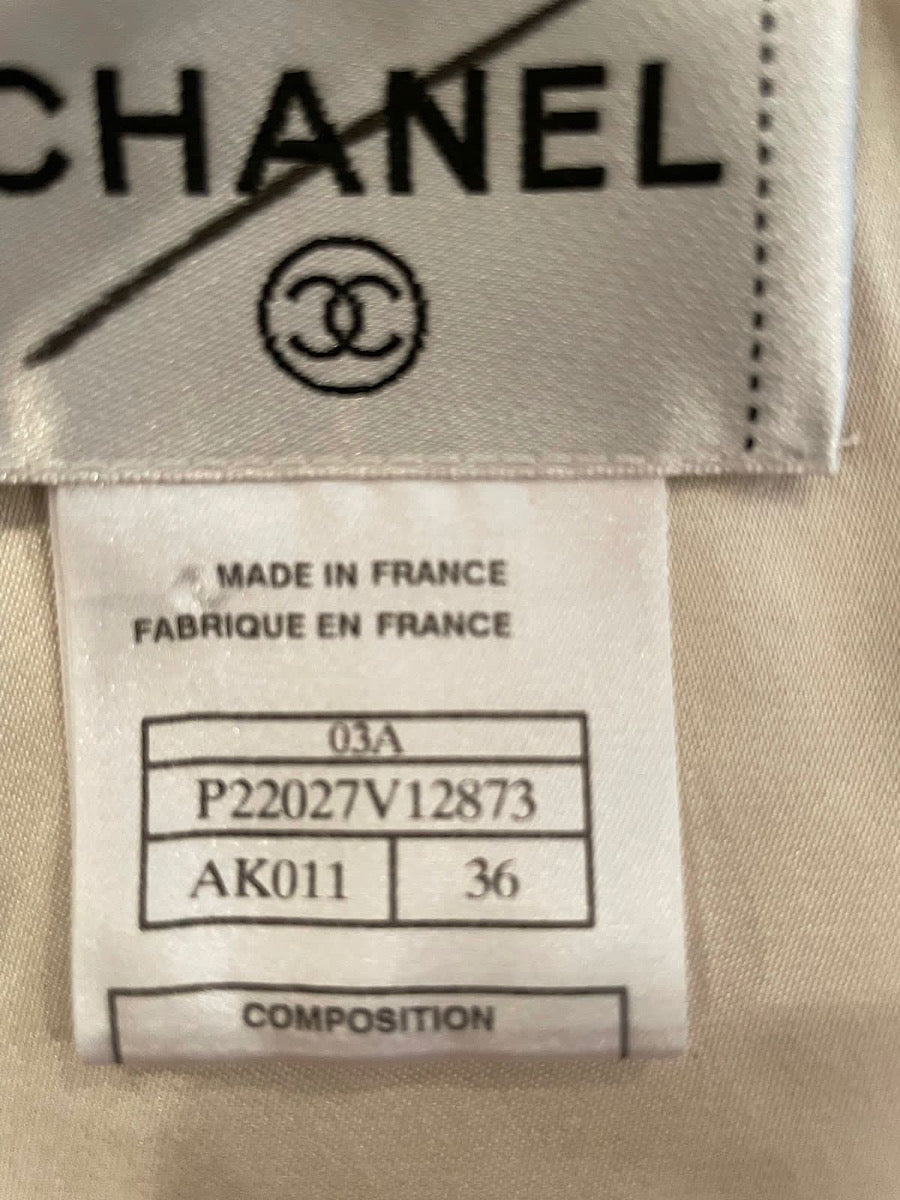 CHANEL
MADE IN FRANCE
FABRIQUE EN FRANCE
03A
P22027V12873
AK011 36
COMPOSITION